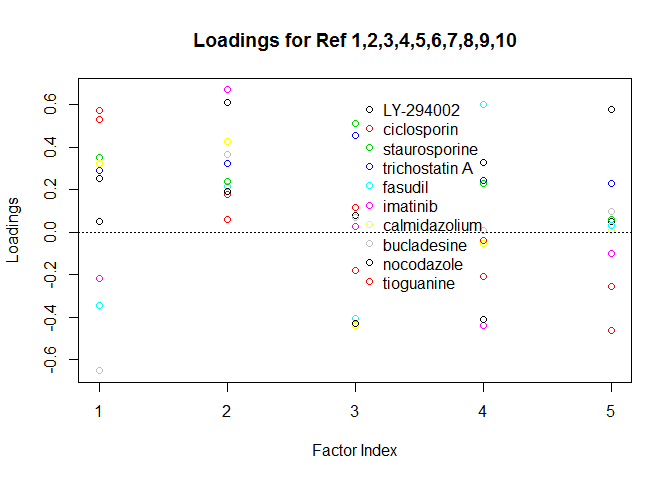 Loadings for Ref 1,2,3,4,5,6,7,8,9,10
Loadings
0.6
0.4
0.2
0.0
-0.2
-0.4
-0.6
LY-294002
ciclosporin
staurosporine
trichostatin A
fasudil
imatinib
calmidazolium
bucladesine
nocodazole
tioguanine
1 2 3 4 5
Factor Index